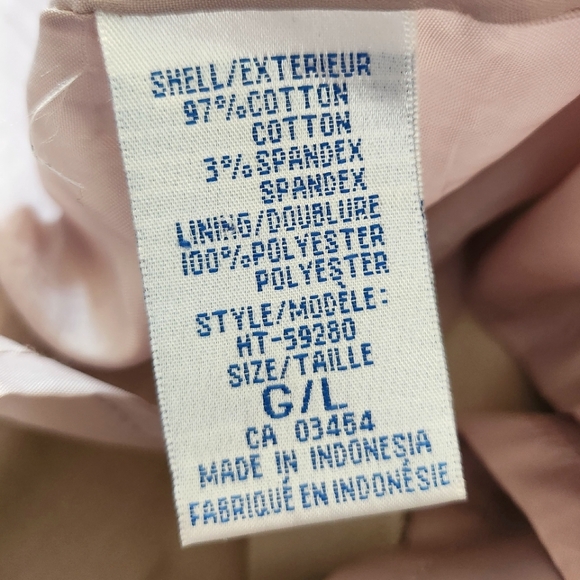 SHELL/EXTERIEUR
97%COTTON
COTTON
3%SPANDEX
SPANDEX
LINING/DOUBLURE
100%POLYESTER
POLYESTER
STYLE/MODÈLE:
HT-59280
SIZE/TAILLE
G/L
CA 03454
MADE IN INDONESIA
FABRIQUÉ EN INDONÉSIE